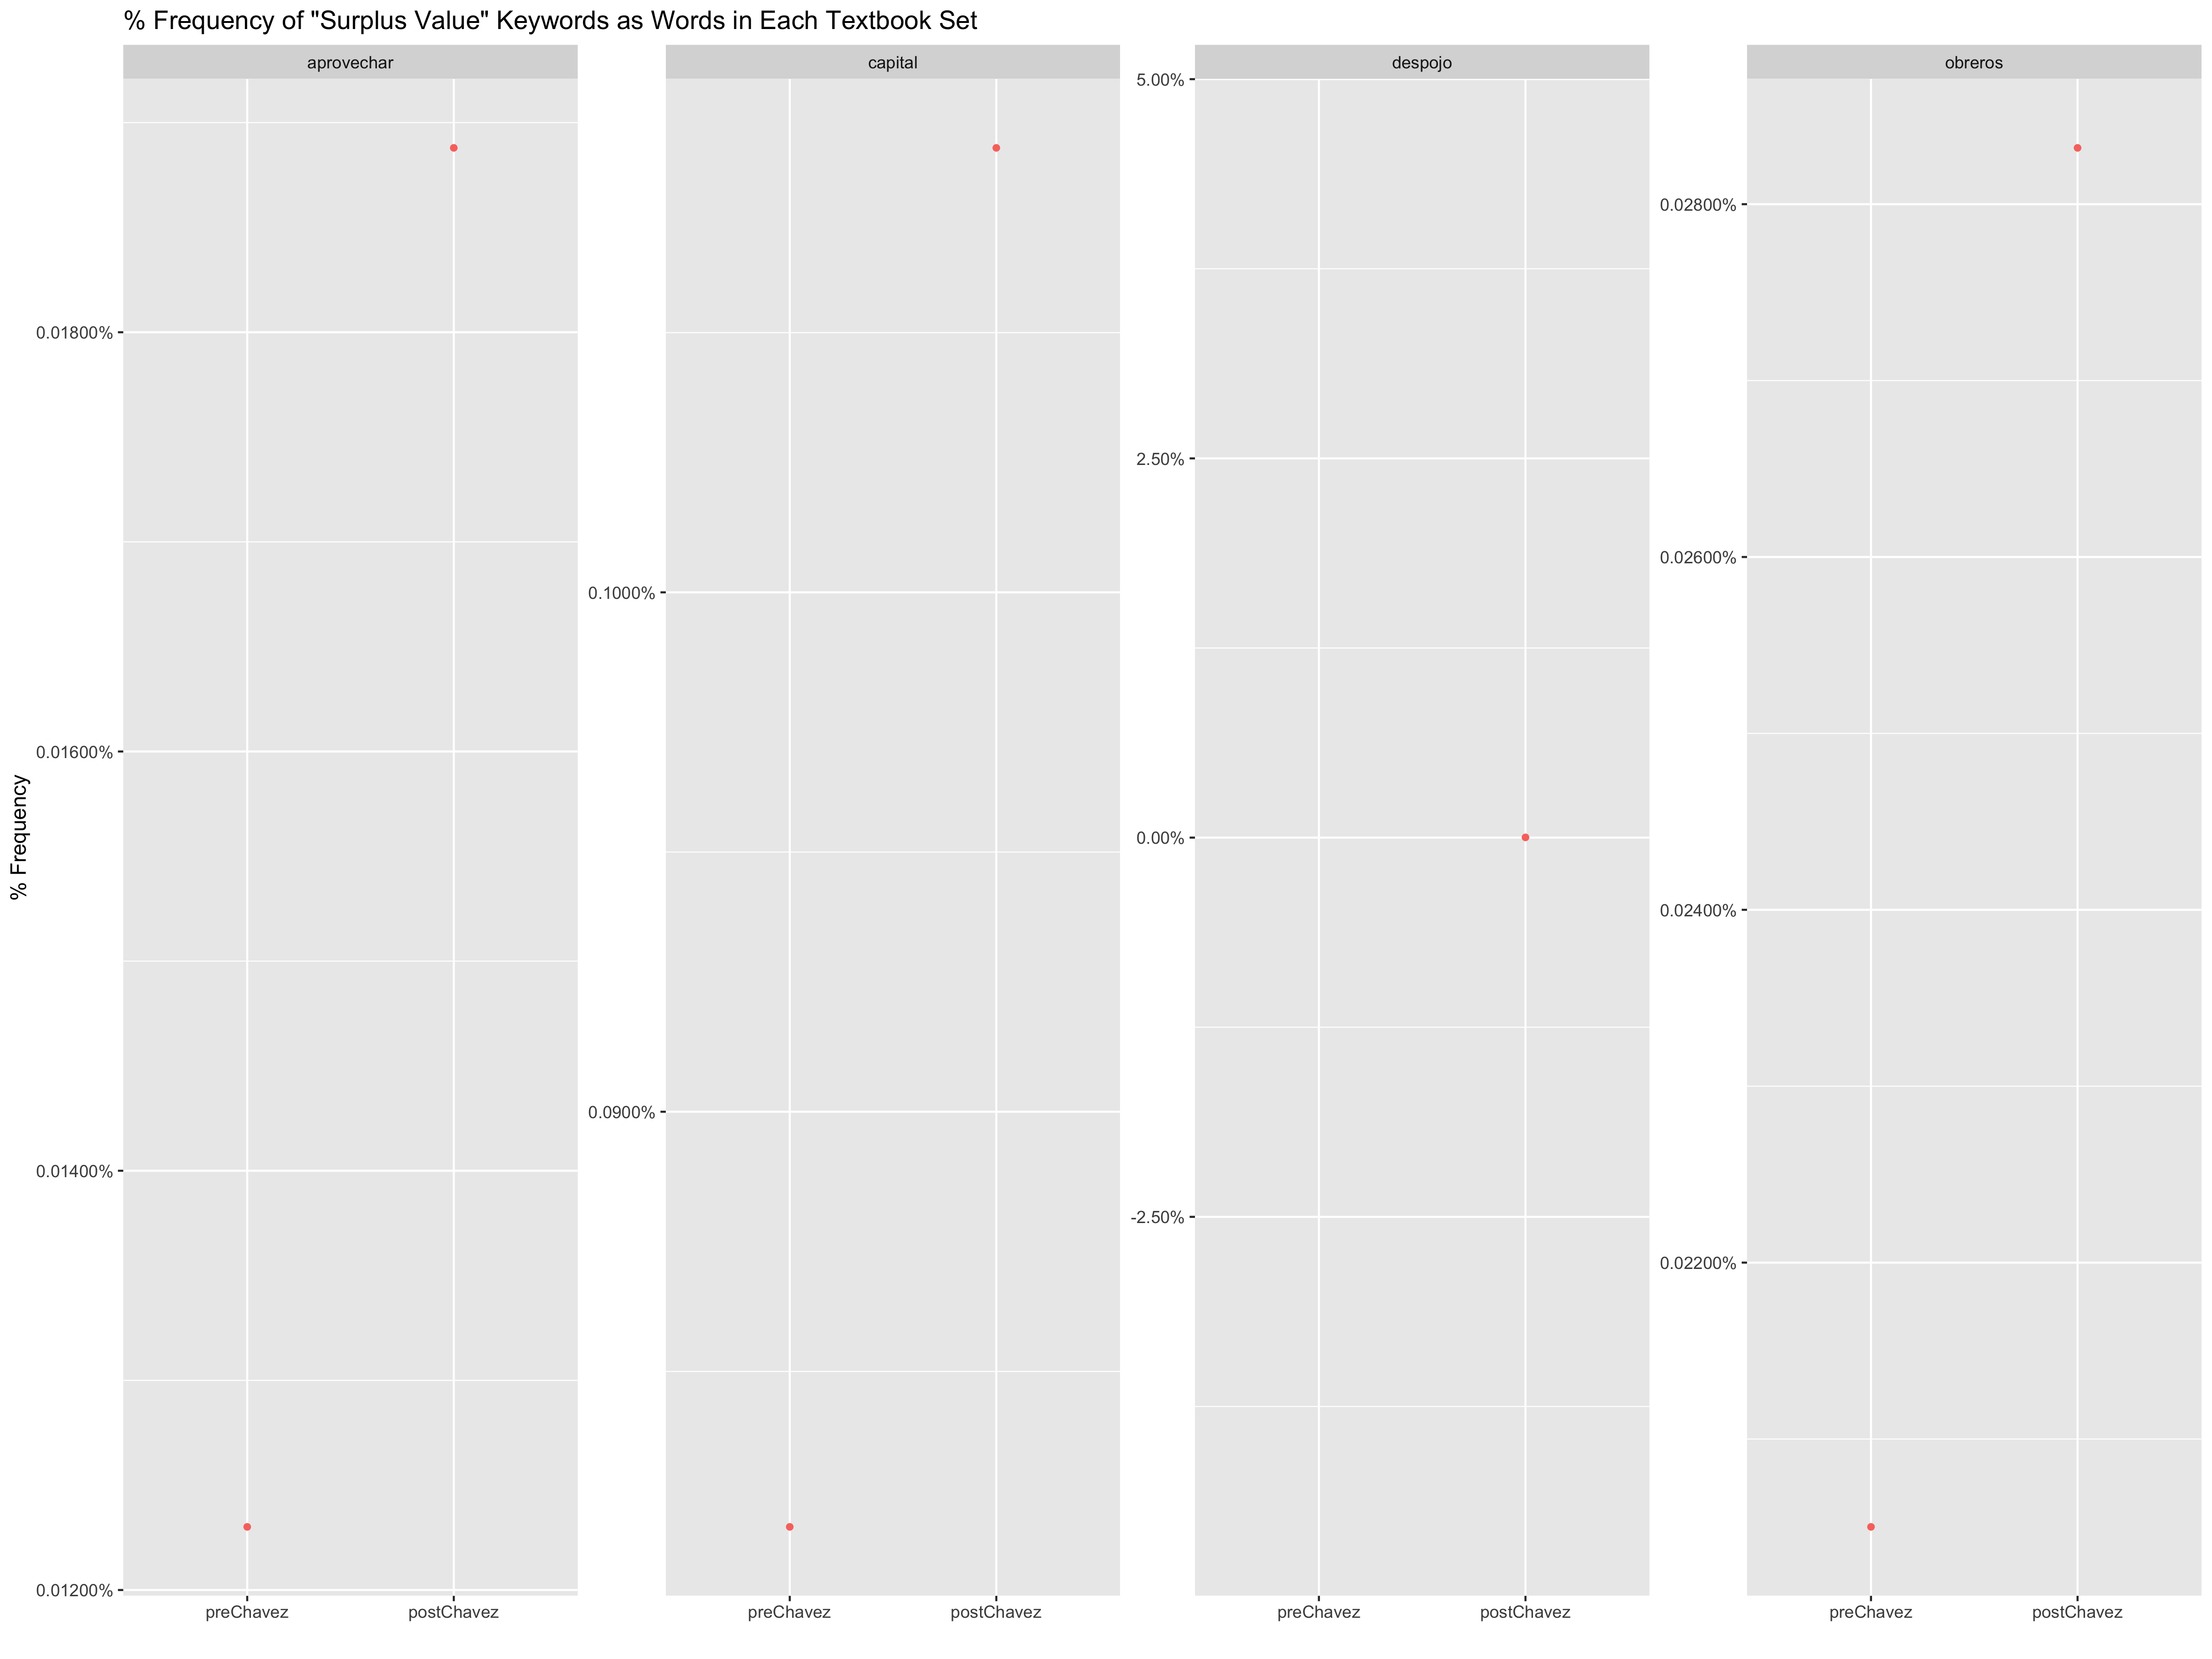 % Frequency of "Surplus Value" Keywords as Words in Each Textbook Set
aprovechar
capital
despojo
obreros
% Frequency
0.01800%
0.01600%
0.01400%
0.01200%
preChavez
postChavez
0.1000%
0.0900%
preChavez
postChavez
5.00%
2.50%
0.00%
-2.50%
preChavez
postChavez
0.02800%
0.02600%
0.02400%
0.02200%
preChavez
postChavez